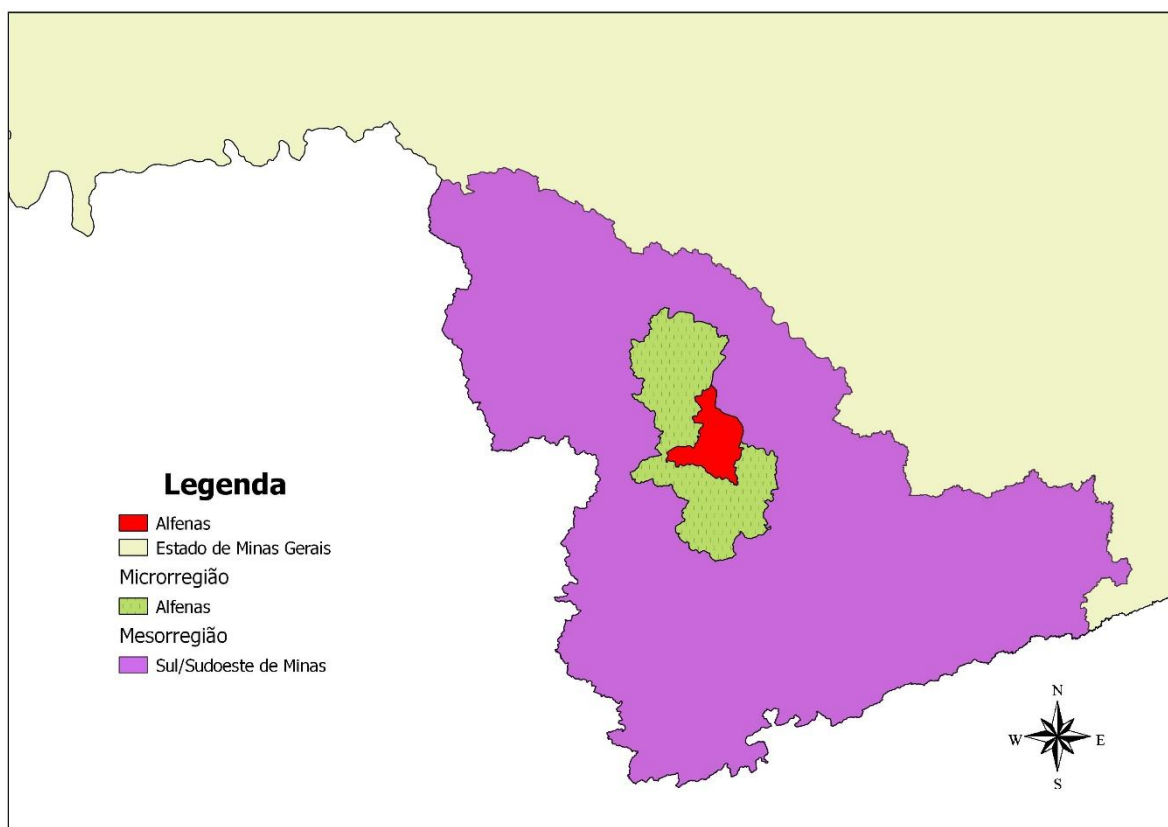 Legenda
Alfenas
Estado de Minas Gerais
Microrregião
Alfenas
Mesorregião
Sul/Sudoeste de Minas
N
W E
S